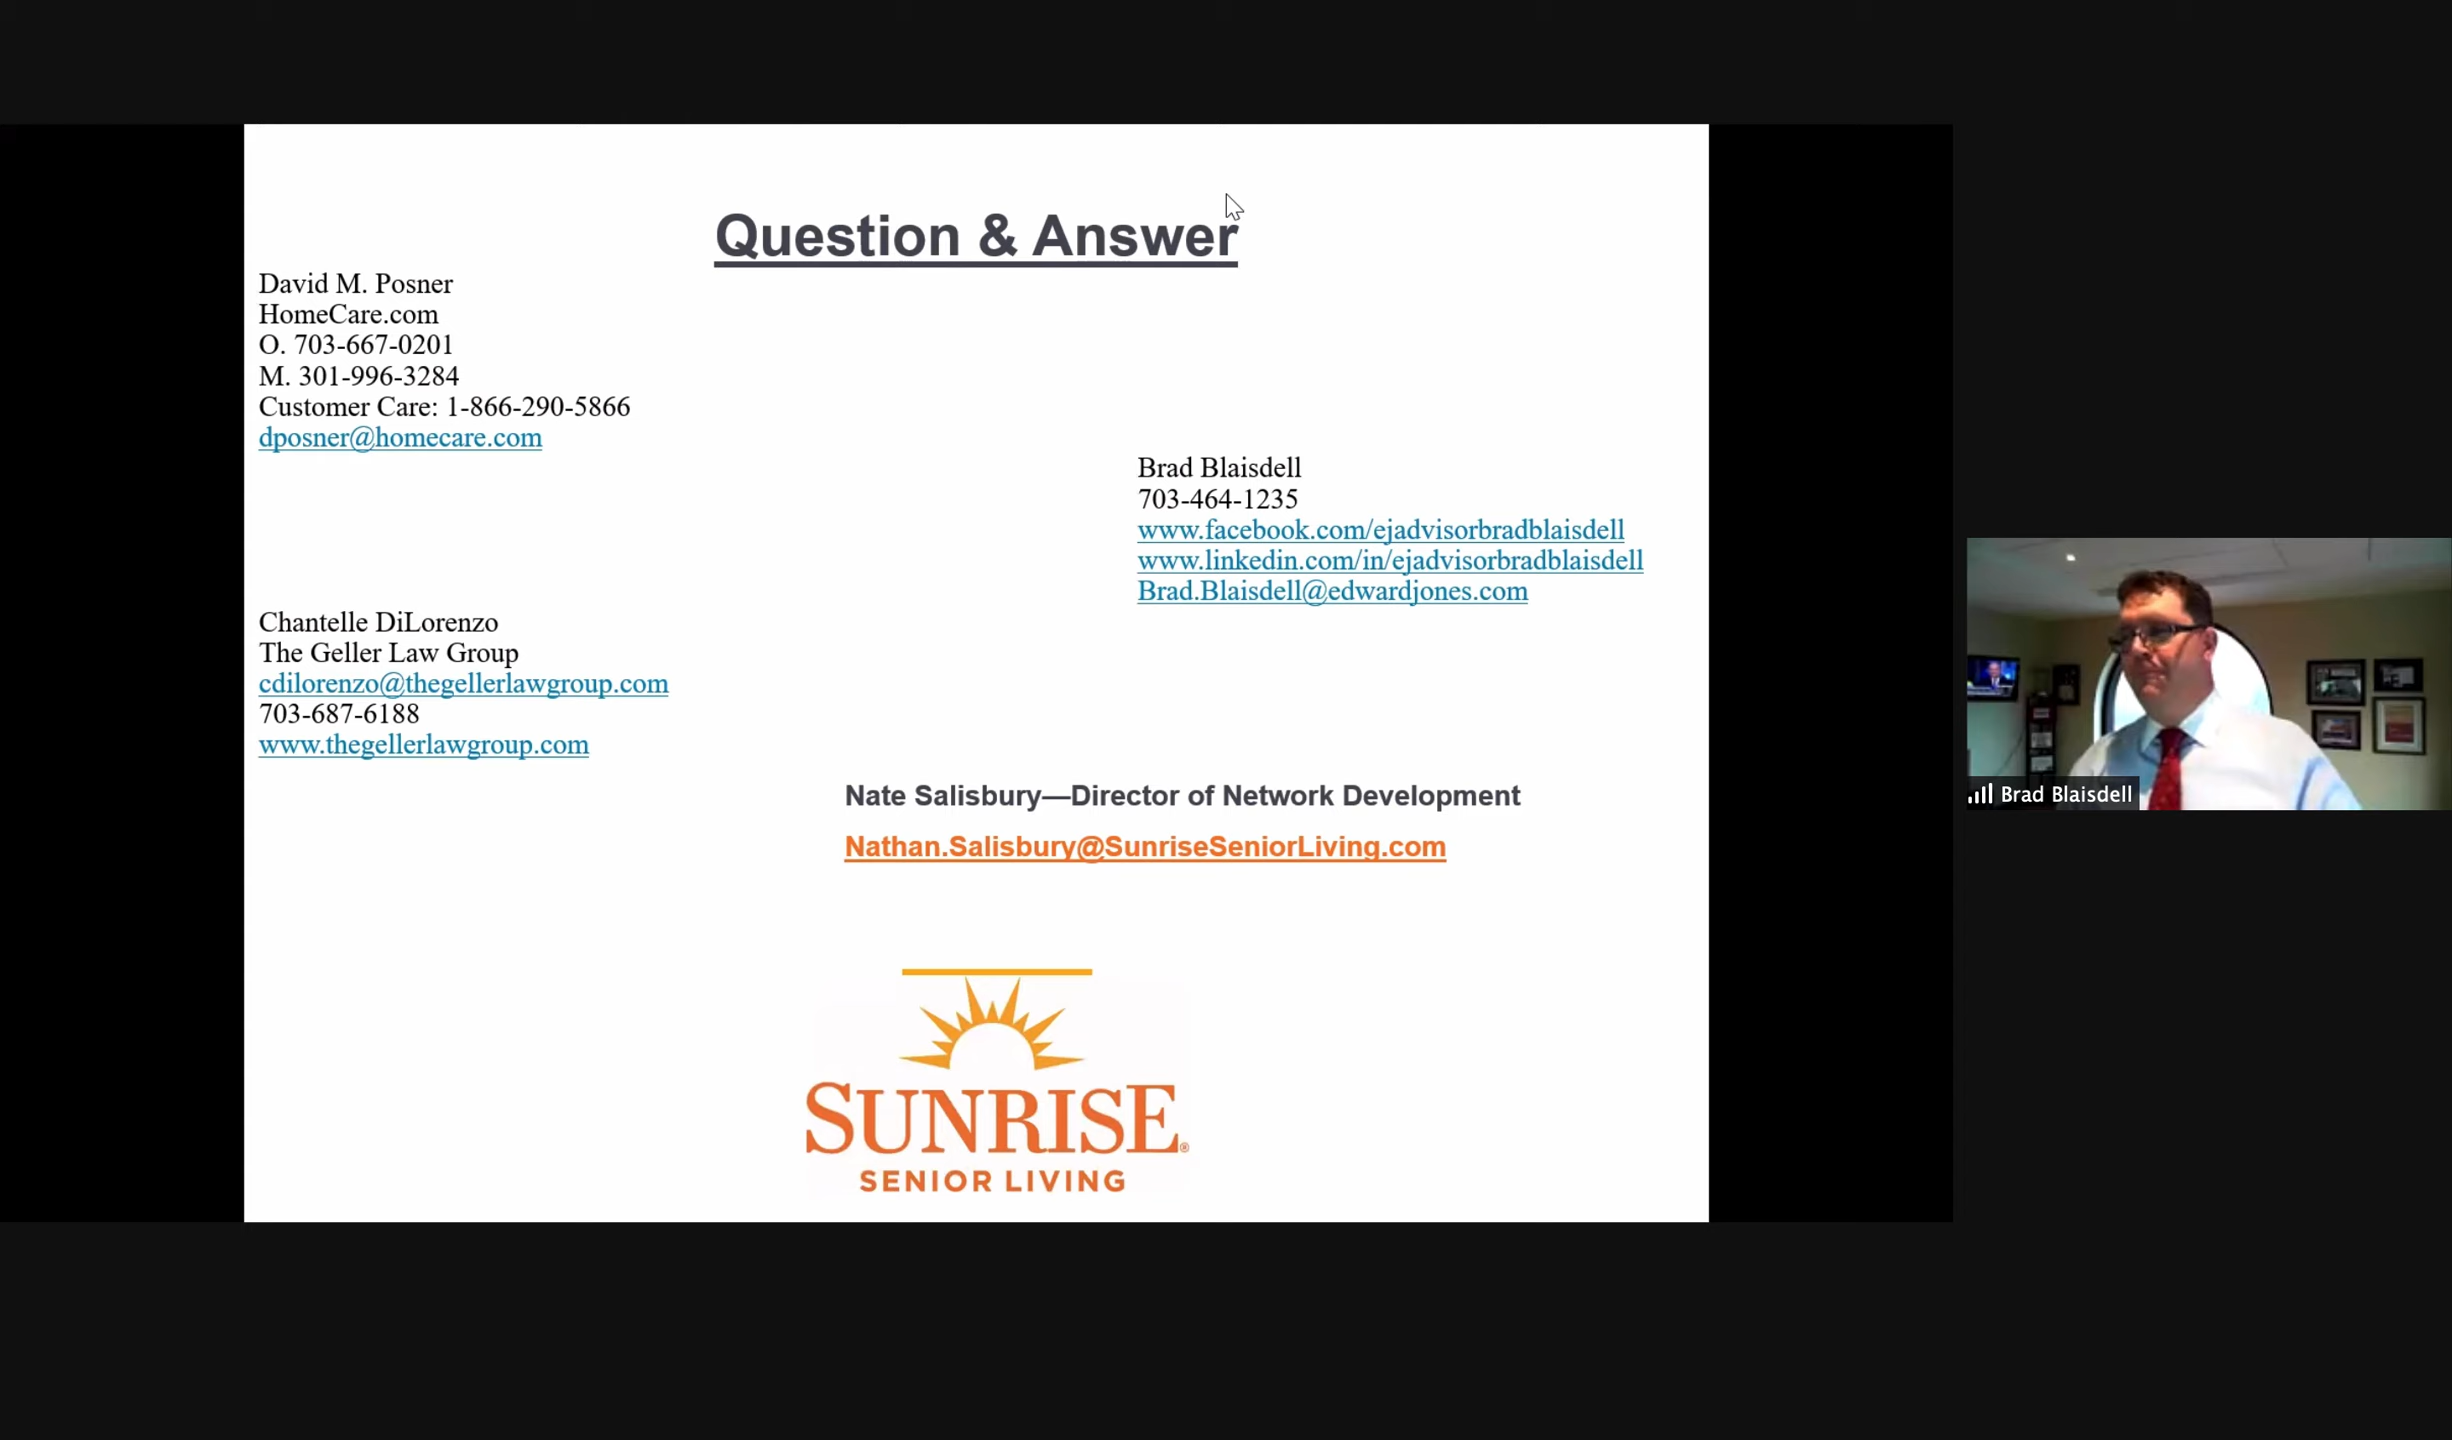 Question & Answer
David M. Posner
HomeCare.com
O. 703-667-0201
M. 301-996-3284
Customer Care: 1-866-290-5866
dposner@homecare.com
Brad Blaisdell
703-464-1235
www.facebook.com/ejadvisorbradblaisdell
www.linkedin.com/in/ejadvisorbradblaisdell
Brad.Blaisdell@edwardjones.com
Chantelle DiLorenzo
The Geller Law Group
cdilorenzo@thegellerlawgroup.com
703-687-6188
www.thegellerlawgroup.com
Nate Salisbury—Director of Network Development
Nathan.Salisbury@SunriseSeniorLiving.com
SUNRISE®
SENIOR LIVING
Brad Blaisdell